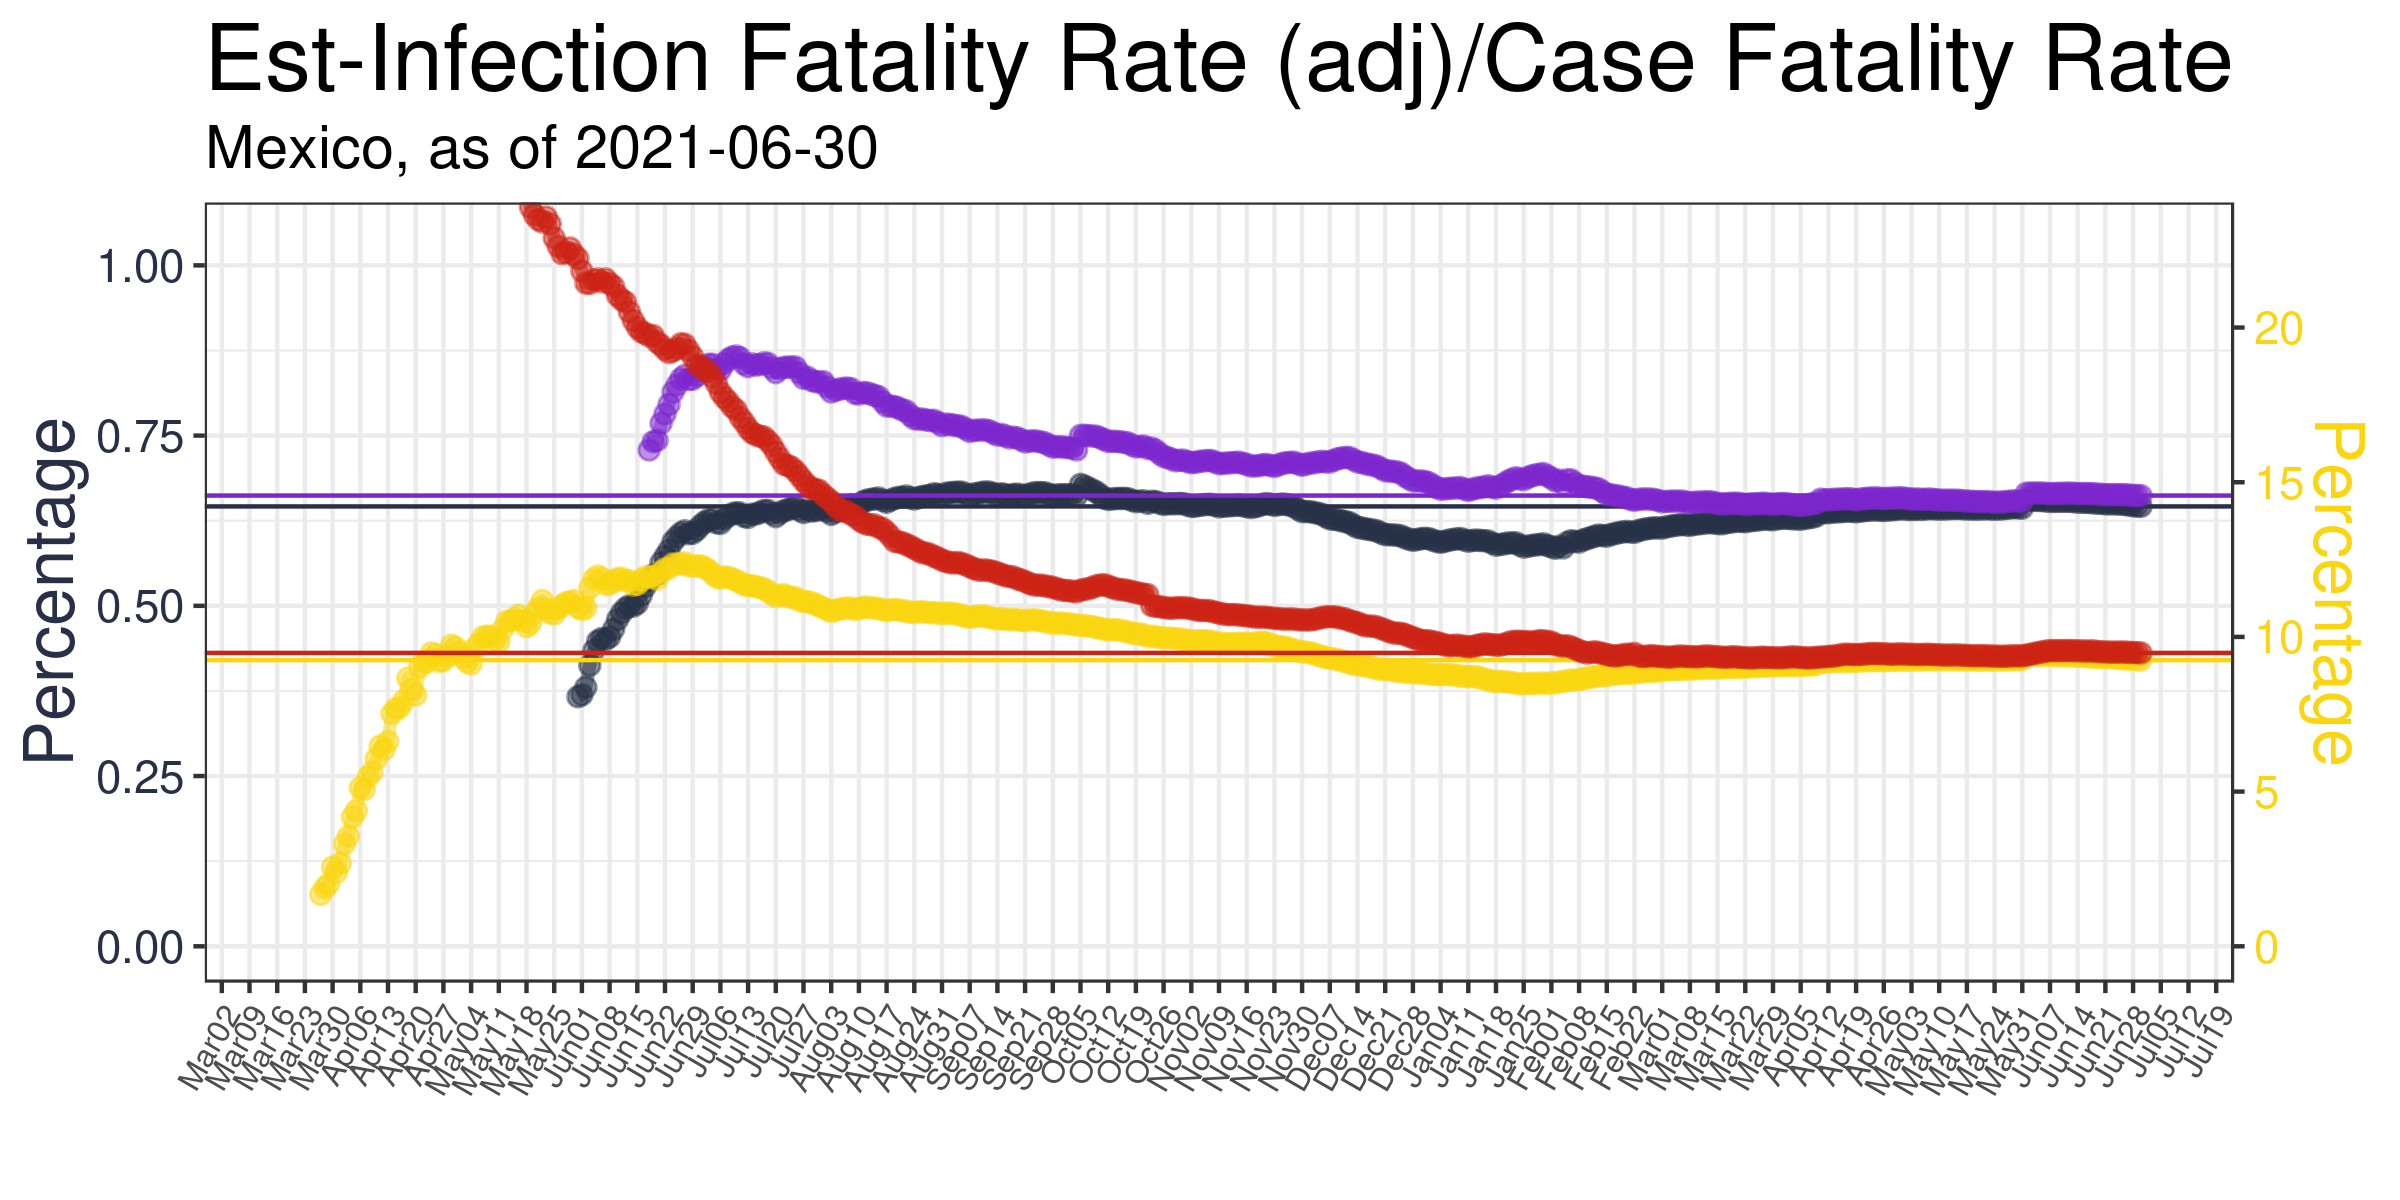 Est-Infection Fatality Rate (adj)/Case Fatality Rate
Mexico, as of 2021-06-30
Percentage
1.00
0.75
0.50
0.25
0.00
20
15
10
5
0
Percentage
Mar02
Mar09
Mar16
Mar23
Mar30
Apr06
Apr13
Apr20
Apr27
May04
May11
May18
May25
Jun01
Jun08
Jun15
Jun22
Jun29
Jul06
Jul13
Jul20
Jul27
Aug03
Aug10
Aug17
Aug24
Aug31
Sep07
Sep14
Sep21
Sep28
Oct05
Oct12
Oct19
Oct26
Nov02
Nov09
Nov16
Nov23
Nov30
Dec07
Dec14
Dec21
Dec28
Jan04
Jan11
Jan18
Jan25
Feb01
Feb08
Feb15
Feb22
Mar01
Mar08
Mar15
Mar22
Mar29
Apr05
Apr12
Apr19
Apr26
May03
May10
May17
May24
May31
Jun07
Jun14
Jun21
Jun28
Jul05
Jul12
Jul19